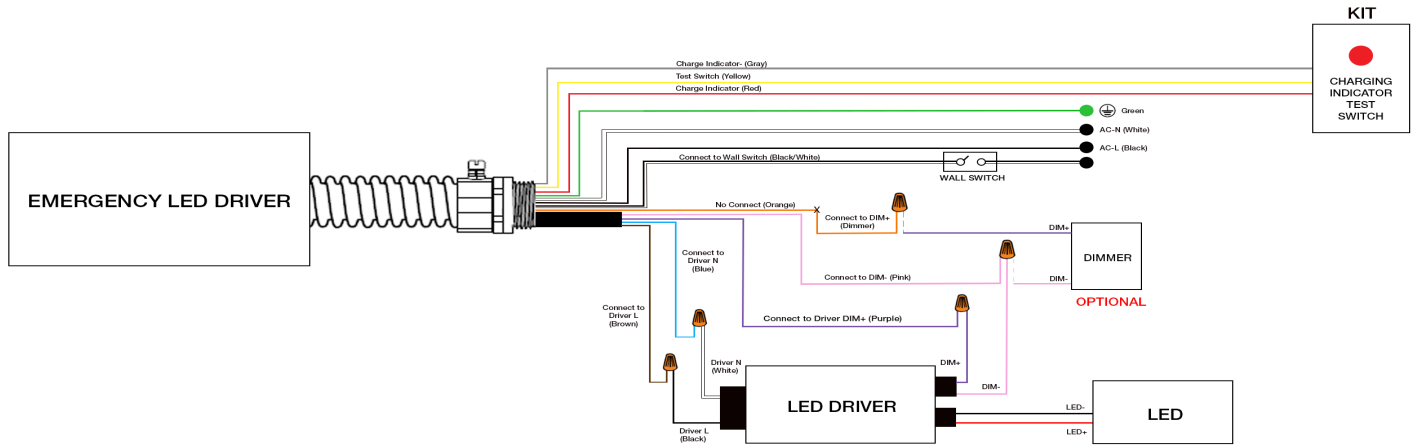 KIT
Charge Indicator- (Gray)
Test Switch (Yellow)
Charge Indicator (Red)
CHARGING
INDICATOR
TEST
SWITCH
Green
AC-N (White)
AC-L (Black)
Connect to Wall Switch (Black/White)
WALL SWITCH
EMERGENCY LED DRIVER
No Connect (Orange)
X
Connect to DIM+
(Dimmer)
DIM+
DIMMER
DIM-
OPTIONAL
Connect to
Driver N
(Blue)
Connect to DIM- (Pink)
Connect to
Driver L
(Brown)
Connect to Driver DIM+ (Purple)
Driver N
(White)
DIM+
DIM-
LED DRIVER
LED-
LED+
LED
Driver L
(Black)